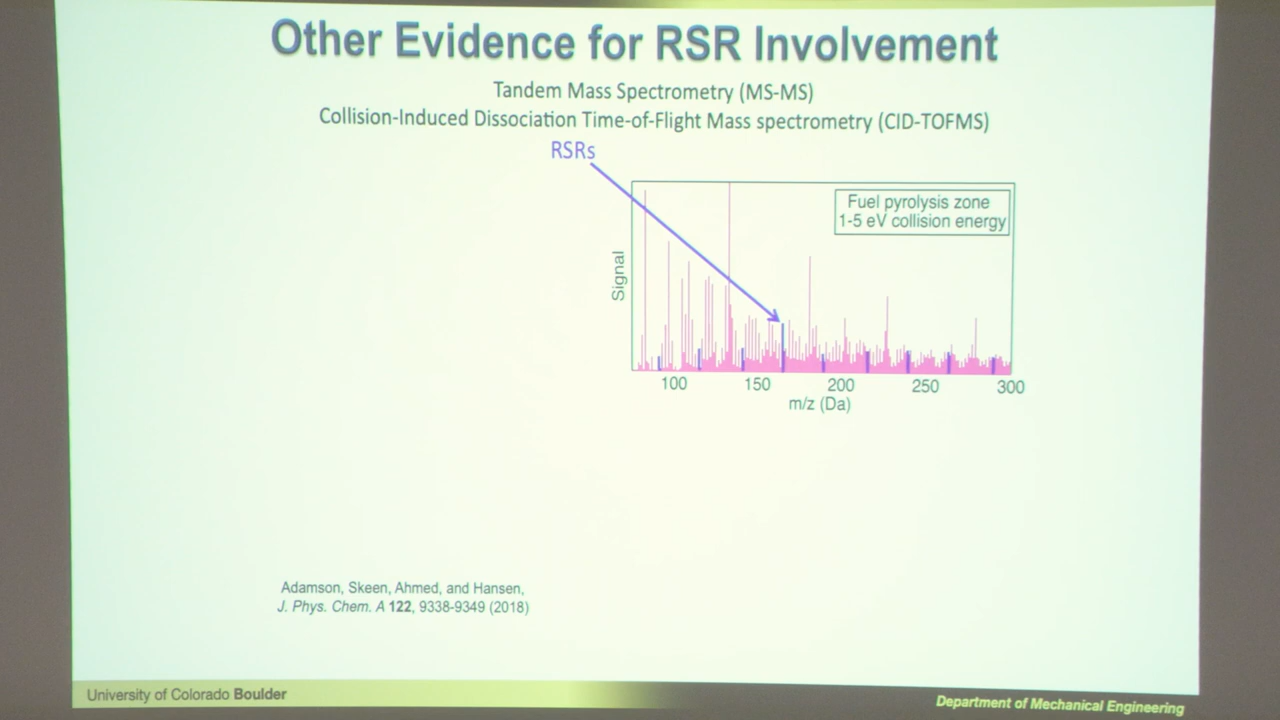 Other Evidence for RSR Involvement
Tandem Mass Spectrometry (MS-MS)
Collision-Induced Dissociation Time-of-Flight Mass spectrometry (CID-TOFMS)
RSRs
Fuel pyrolysis zone
1-5 eV collision energy
Signal
100 150 200 250 300
m/z (Da)
Adamson, Skeen, Ahmed, and Hansen,
J. Phys. Chem. A 122, 9338-9349 (2018)
University of Colorado Boulder
Department of Mechanical Engineering